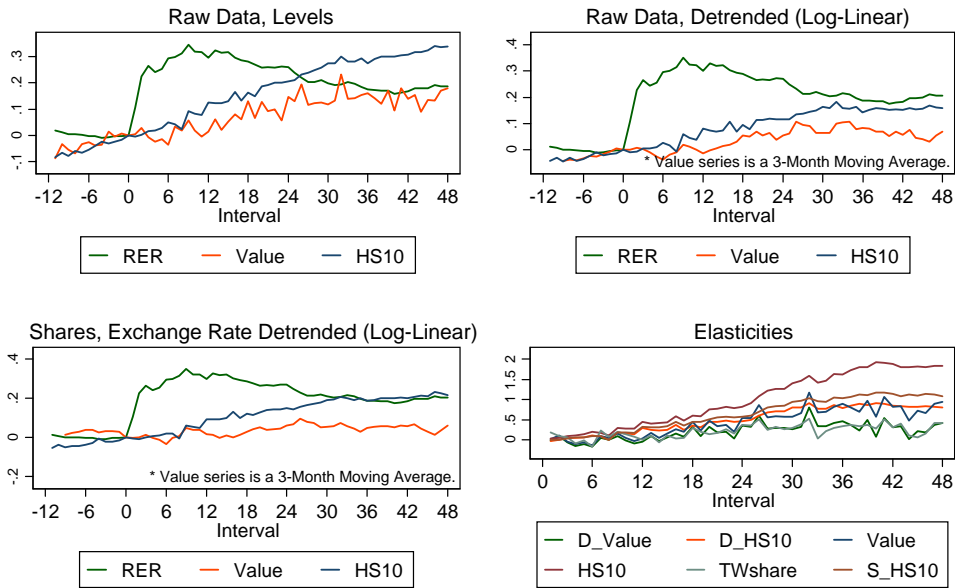 Raw Data, Levels
-.1 0 .1 .2 .3
-12 -6 0 6 12 18 24 30 36 42 48
Interval
RER Value HS10
Raw Data, Detrended (Log-Linear)
0 .1 .2 .3 .4
* Value series is a 3-Month Moving Average.
-12 -6 0 6 12 18 24 30 36 42 48
Interval
RER Value HS10
Shares, Exchange Rate Detrended (Log-Linear)
-.2 0 .2 .4
* Value series is a 3-Month Moving Average.
-12 -6 0 6 12 18 24 30 36 42 48
Interval
RER Value HS10
Elasticities
0 .5 1 1.5 2
0 6 12 18 24 30 36 42 48
Interval
D_Value D_HS10 Value
HS10 TWshare S_HS10